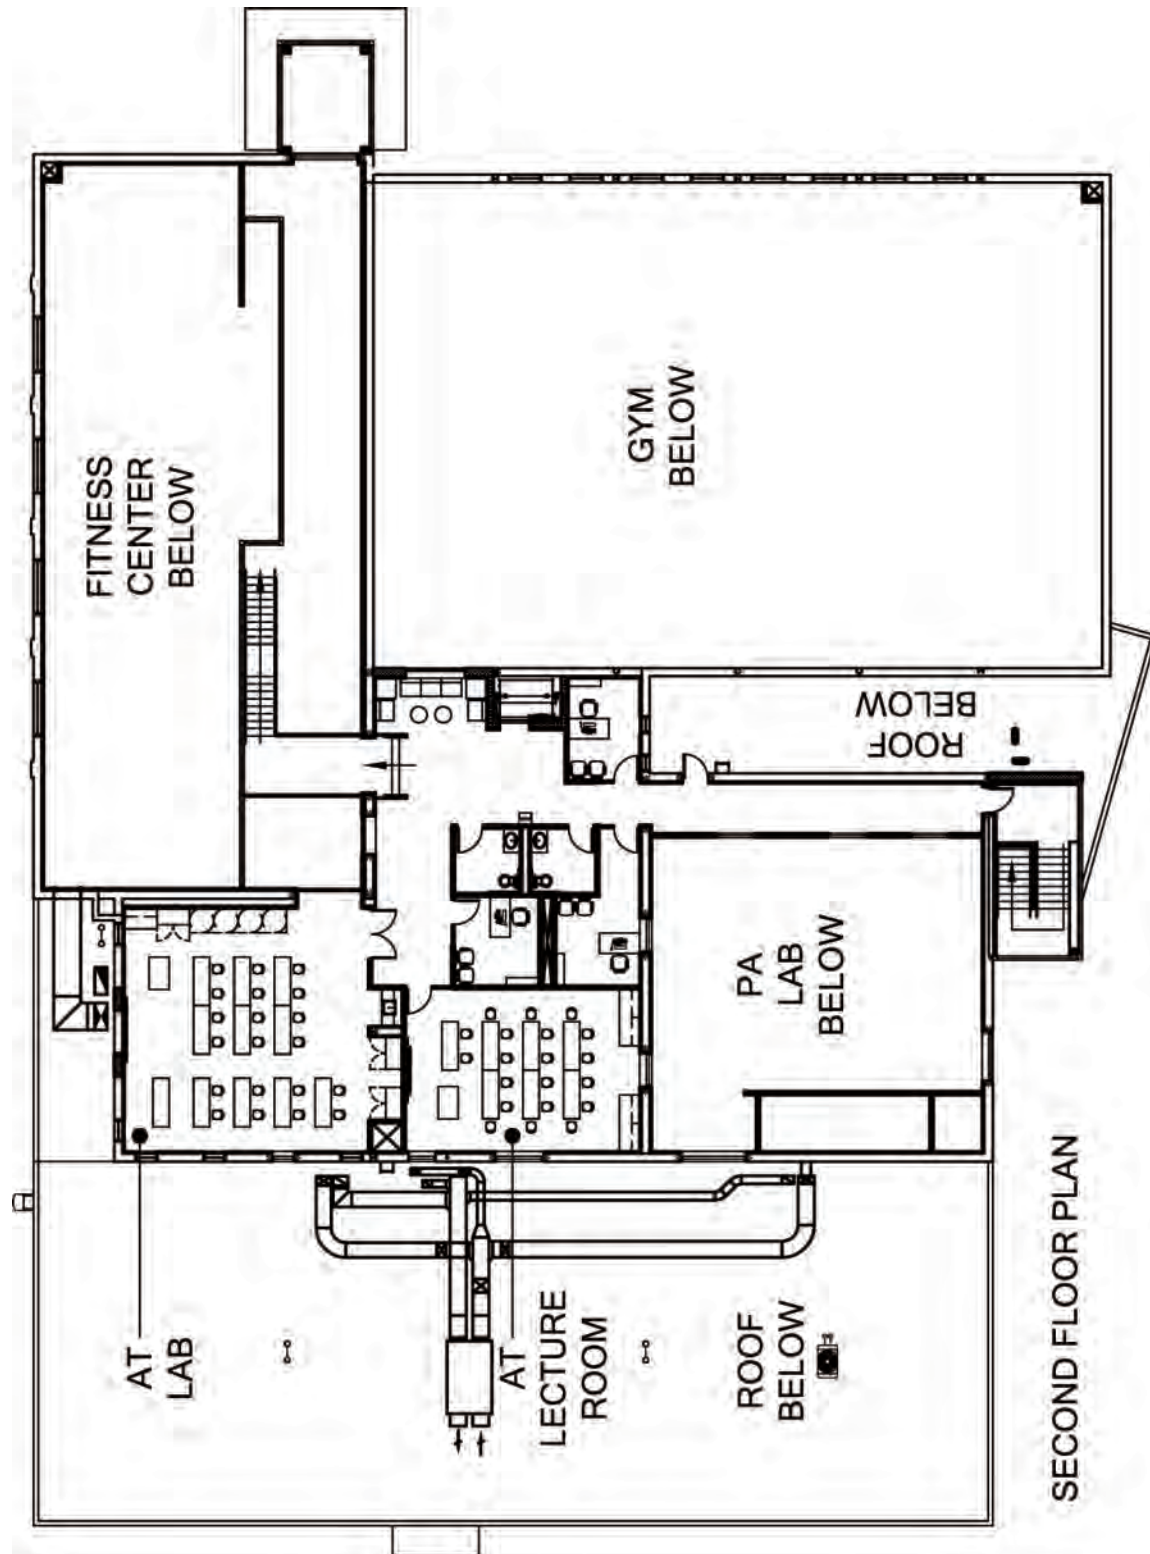 FITNESS
CENTER
BELOW
GYM
BELOW
ROOF
BELOW
PA
LAB
BELOW
AT
LAB
AT
LECTURE
ROOM
ROOF
BELOW
SECOND FLOOR PLAN